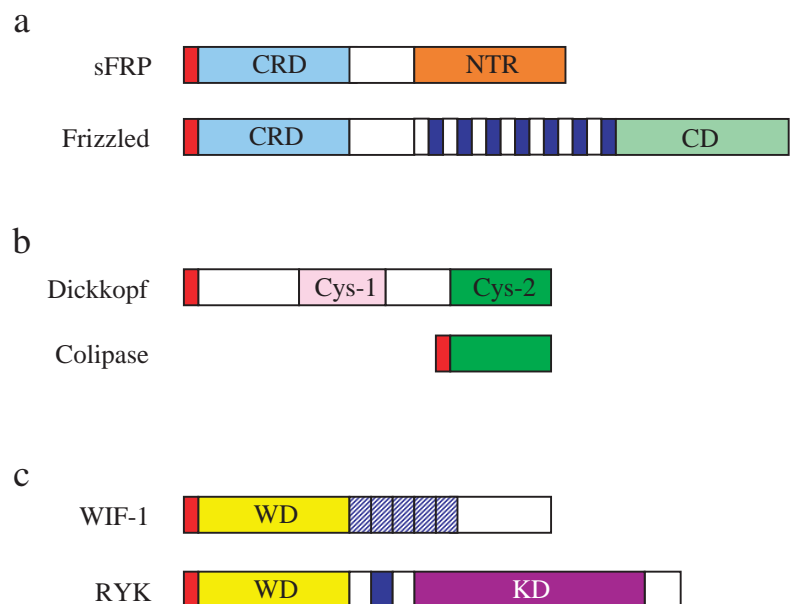 a
sFRP CRD NTR
Frizzled CRD CD
b
Dickkopf Cys-1 Cys-2
Colipase
c
WIF-1 WD
RYK WD KD